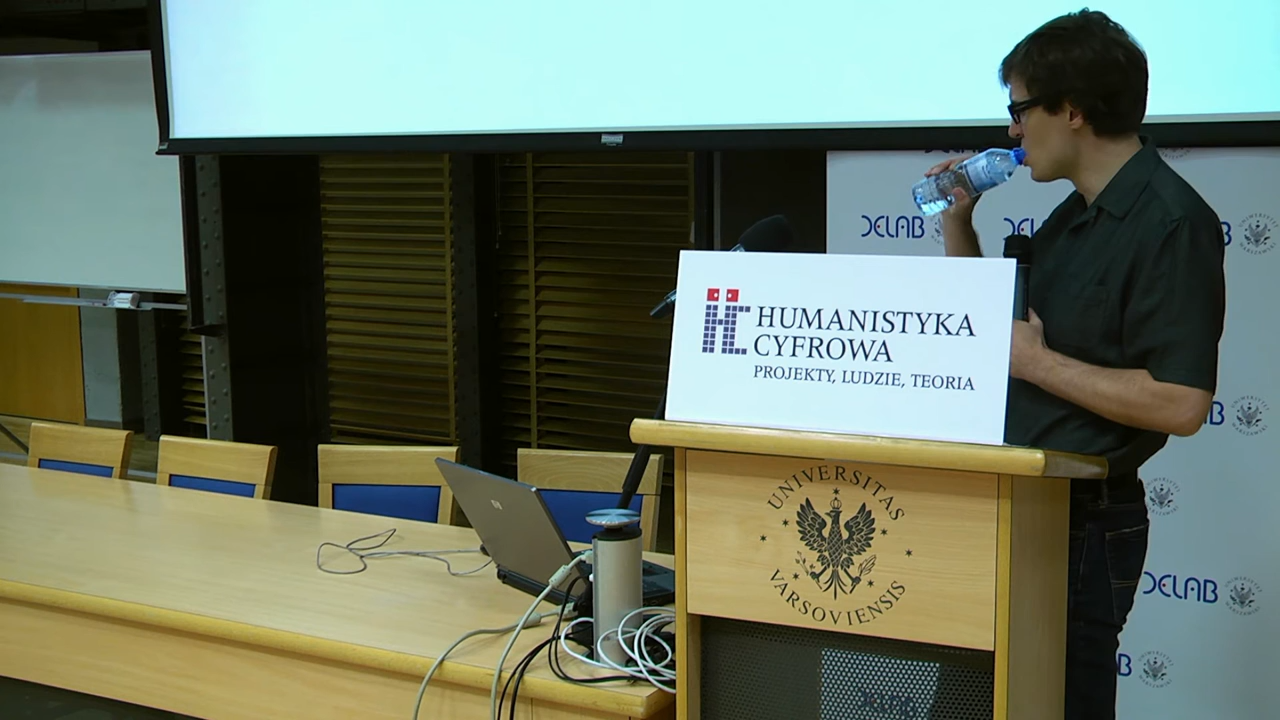 DELAB
DELAB
HUMANISTYKA
CYFROWA
PROJEKTY, LUDZIE, TEORIA
UNIVERSITAS
VARSOVIENSIS
DELAB